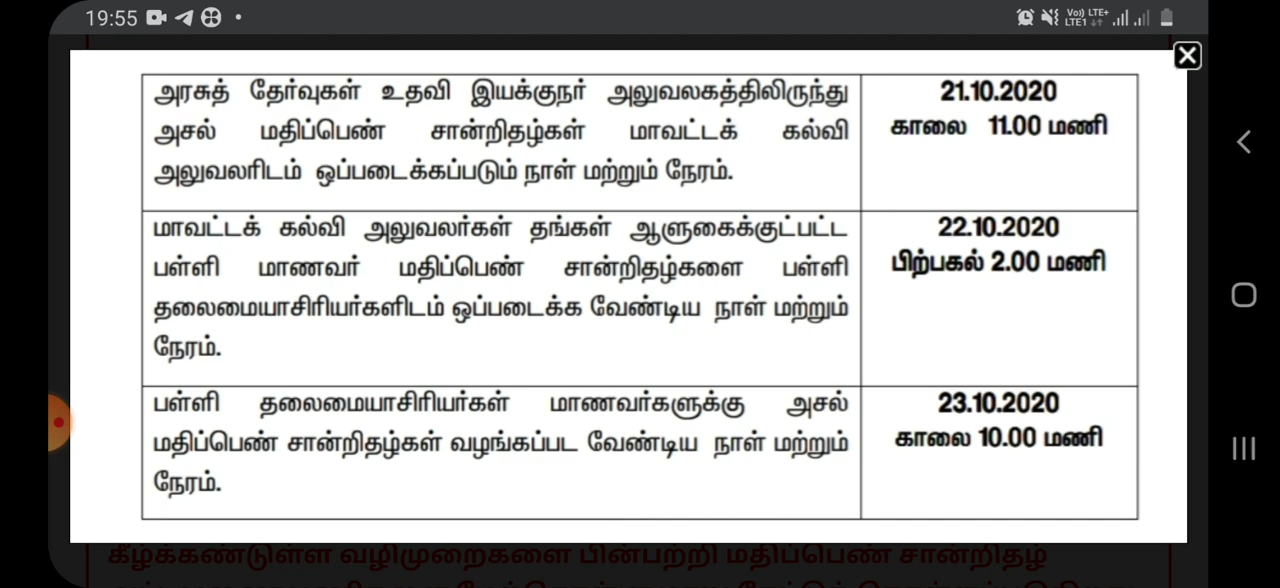 19:55
Vo) LTE+
LTE1
அரசுத் தேர்வுகள் உதவி இயக்குநர் அலுவலகத்திலிருந்து
அசல் மதிப்பெண் சான்றிதழ்கள் மாவட்டக் கல்வி
அலுவலரிடம் ஒப்படைக்கப்படும் நாள் மற்றும் நேரம்.
21.10.2020
காலை 11.00 மணி
மாவட்டக் கல்வி அலுவலர்கள் தங்கள் ஆளுகைக்குட்பட்ட
பள்ளி மாணவர் மதிப்பெண் சான்றிதழ்களை பள்ளி
தலைமையாசிரியர்களிடம் ஒப்படைக்க வேண்டிய நாள் மற்றும்
நேரம்.
22.10.2020
பிற்பகல் 2.00 மணி
பள்ளி தலைமையாசிரியர்கள் மாணவர்களுக்கு அசல்
மதிப்பெண் சான்றிதழ்கள் வழங்கப்பட வேண்டிய நாள் மற்றும்
நேரம்.
23.10.2020
காலை 10.00 மணி
கீழ்க்கண்டுள்ள வழிமுறைகளை பின்பற்றி மதிப்பெண் சான்றிதழ்